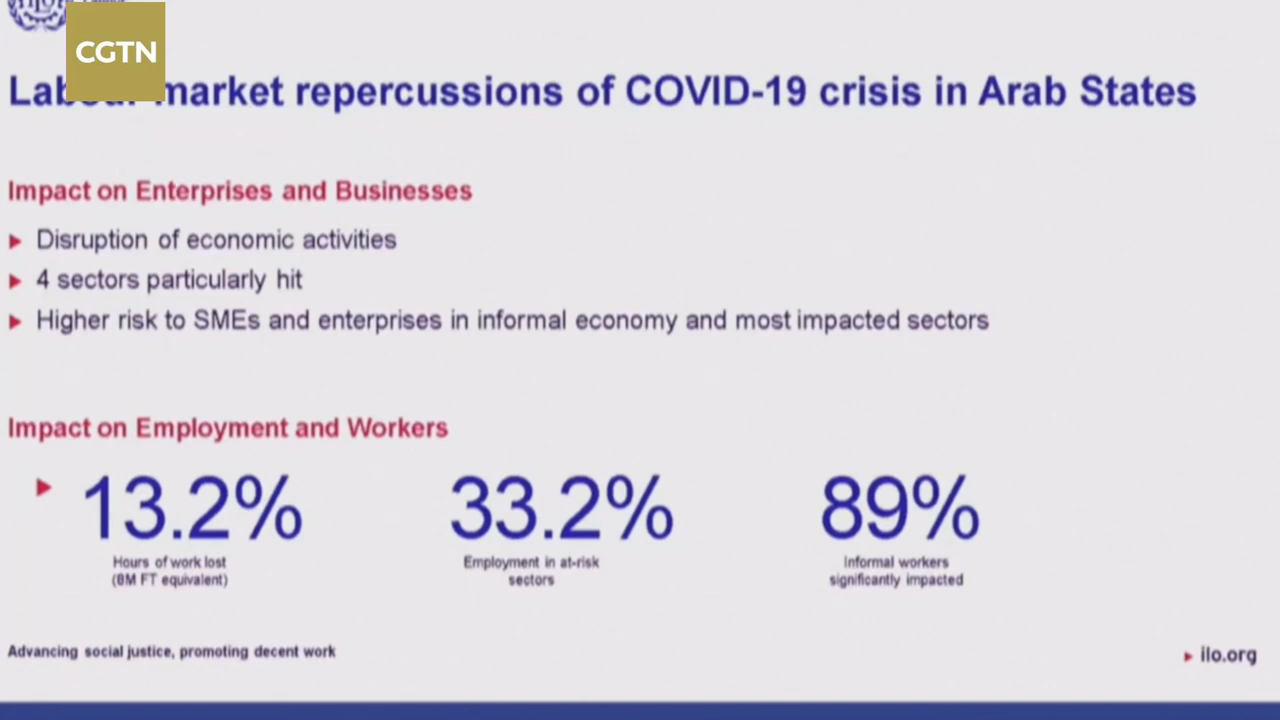 CGTN
Labour market repercussions of COVID-19 crisis in Arab States
Impact on Enterprises and Businesses
Disruption of economic activities
4 sectors particularly hit
Higher risk to SMEs and enterprises in informal economy and most impacted sectors
Impact on Employment and Workers
13.2% 33.2% 89%
Hours of work lost Employment in at-risk Informal workers
(8M FT equivalent) sectors significantly impacted
Advancing social justice, promoting decent work
ilo.org